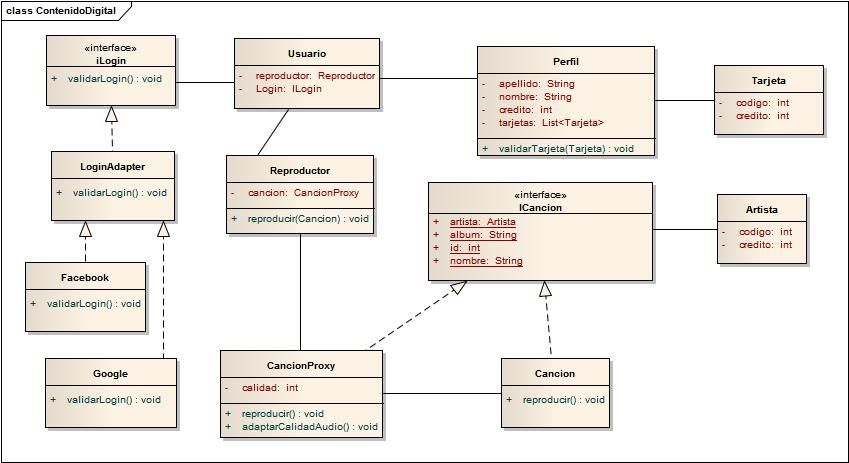 class ContenidoDigital
«interface»
iLogin
+ validarLogin() : void
Usuario
- reproductor: Reproductor
- Login: ILogin
Perfil
- apellido: String
- nombre: String
- credito: int
- tarjetas: List<Tarjeta>
+ validarTarjeta(Tarjeta) : void
Tarjeta
- codigo: int
- credito: int
LoginAdapter
+ validarLogin() : void
Reproductor
- cancion: CancionProxy
+ reproducir(Cancion) : void
«interface»
ICancion
+ artista: Artista
+ album: String
+ id: int
+ nombre: String
Artista
- codigo: int
- credito: int
Facebook
+ validarLogin() : void
Google
+ validarLogin() : void
CancionProxy
- calidad: int
+ reproducir() : void
+ adaptarCalidadAudio() : void
Cancion
+ reproducir() : void